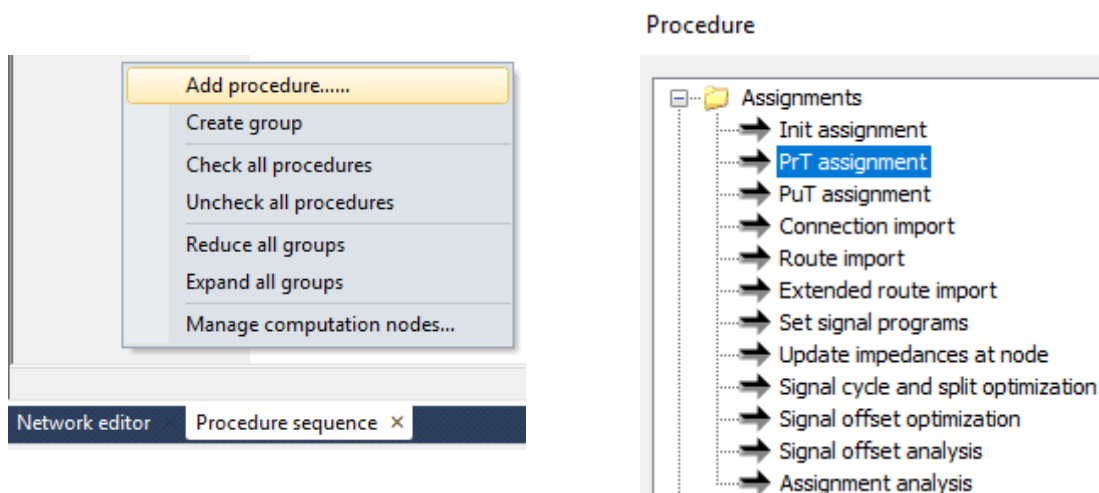 Add procedure......
Create group
Check all procedures
Uncheck all procedures
Reduce all groups
Expand all groups
Manage computation nodes...
Network editor
Procedure sequence ×
Procedure
Assignments
Init assignment
PrT assignment
PuT assignment
Connection import
Route import
Extended route import
Set signal programs
Update impedances at node
Signal cycle and split optimization
Signal offset optimization
Signal offset analysis
Assignment analysis